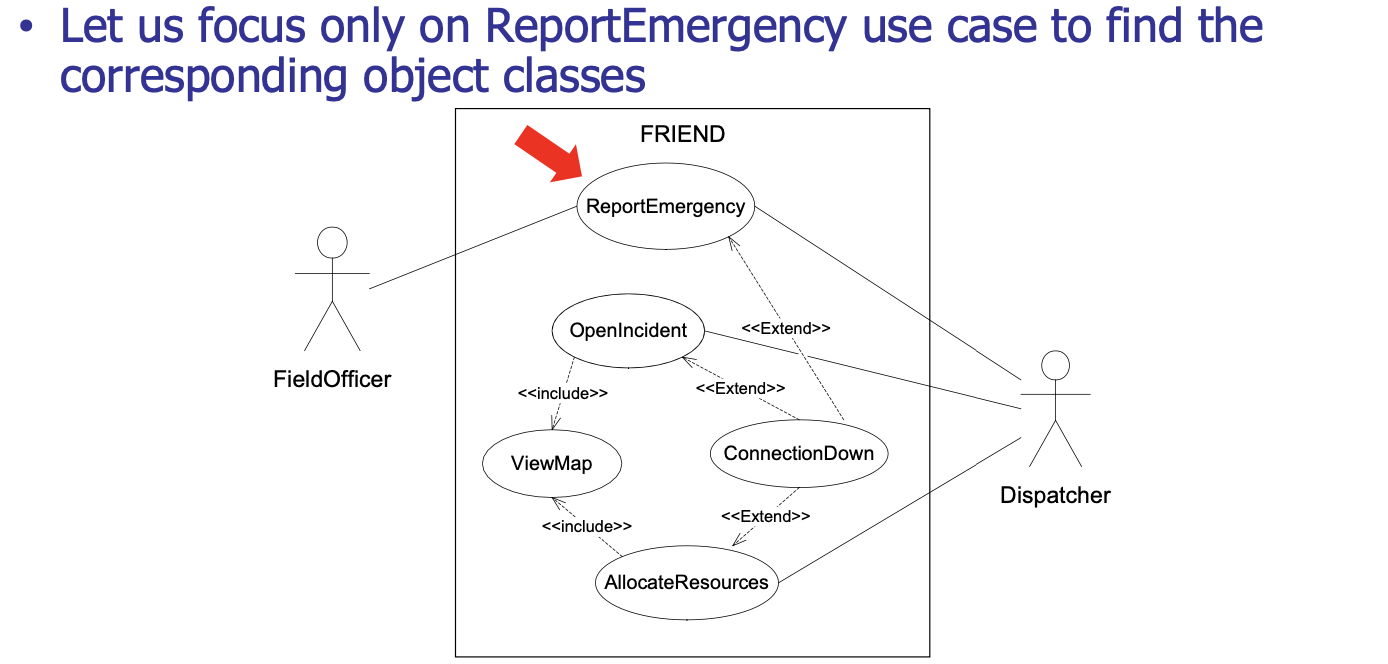 • Let us focus only on ReportEmergency use case to find the
corresponding object classes
FRIEND
ReportEmergency
OpenIncident
<<Extend>>
FieldOfficer
<<include>>
<<Extend>>
ViewMap
ConnectionDown
Dispatcher
<<include>>
<<Extend>>
AllocateResources